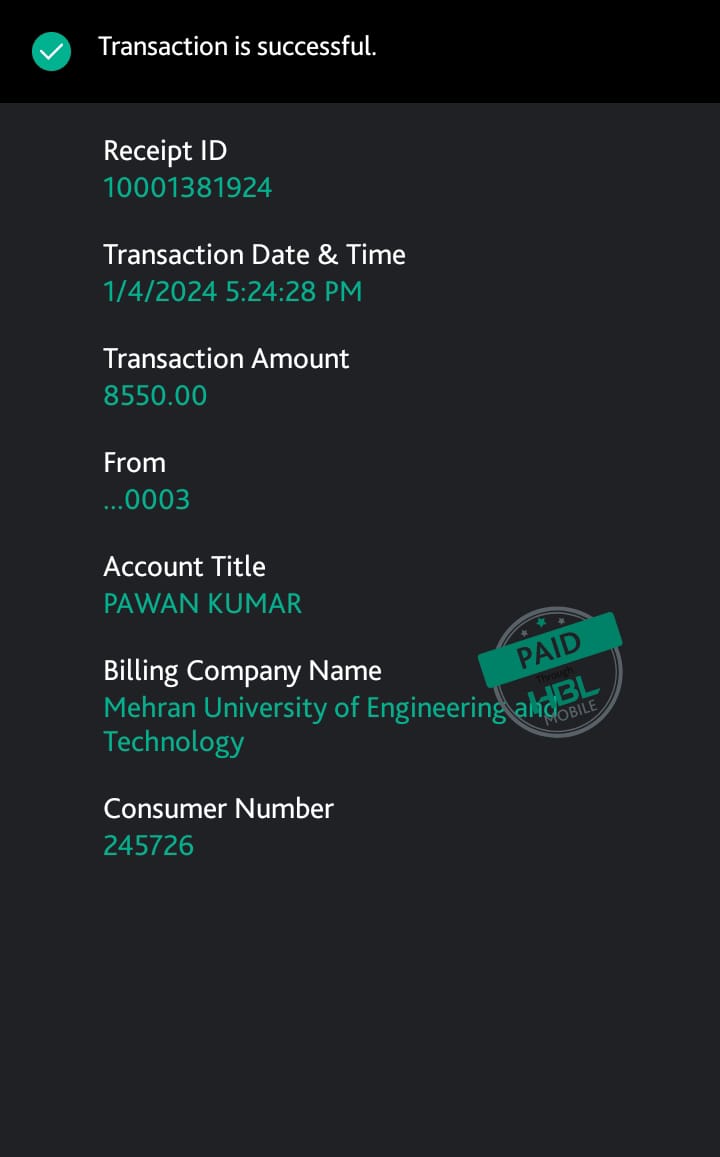 Transaction is successful.
Receipt ID
10001381924
Transaction Date & Time
1/4/2024 5:24:28 PM
Transaction Amount
8550.00
From
...0003
Account Title
PAWAN KUMAR
Billing Company Name
Mehran University of Engineering and
Technology
PAID
Through
HBL
MOBILE
Consumer Number
245726